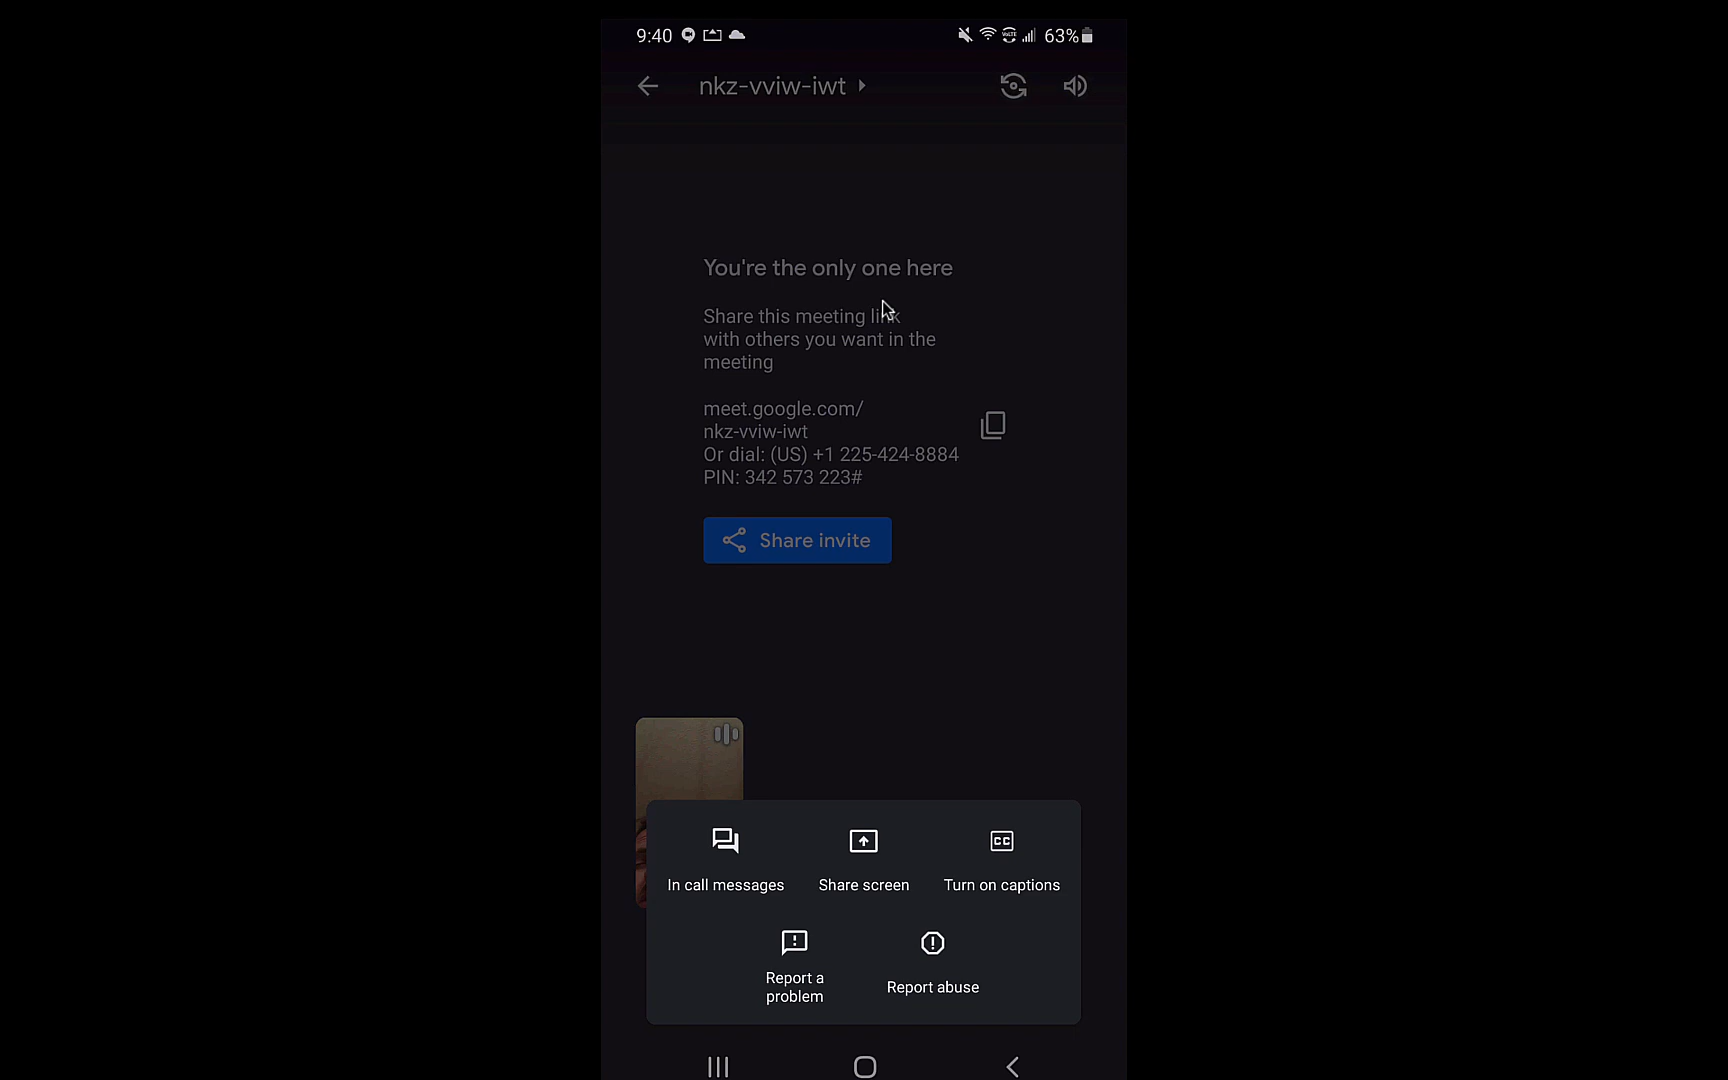 9:40 63%
nkz-vviw-iwt
You're the only one here
Share this meeting link
with others you want in the
meeting
meet.google.com/
nkz-vviw-iwt
Or dial: (US) +1 225-424-8884
PIN: 342 573 223#
Share invite
CC
In call messages Share screen Turn on captions
Report a
problem
Report abuse